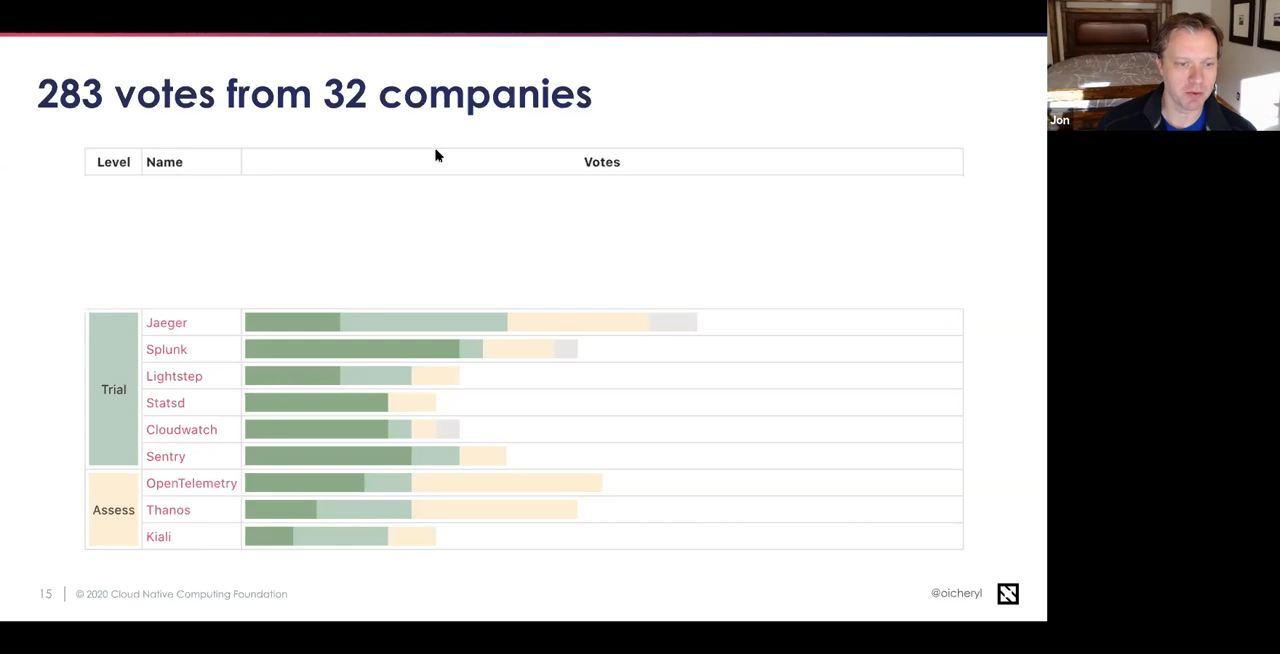 283 votes from 32 companies
Jon
Level Name Votes
Trial
Jaeger
Splunk
Lightstep
Statsd
Cloudwatch
Sentry
Assess
OpenTelemetry
Thanos
Kiali
15 © 2020 Cloud Native Computing Foundation @oicheryl